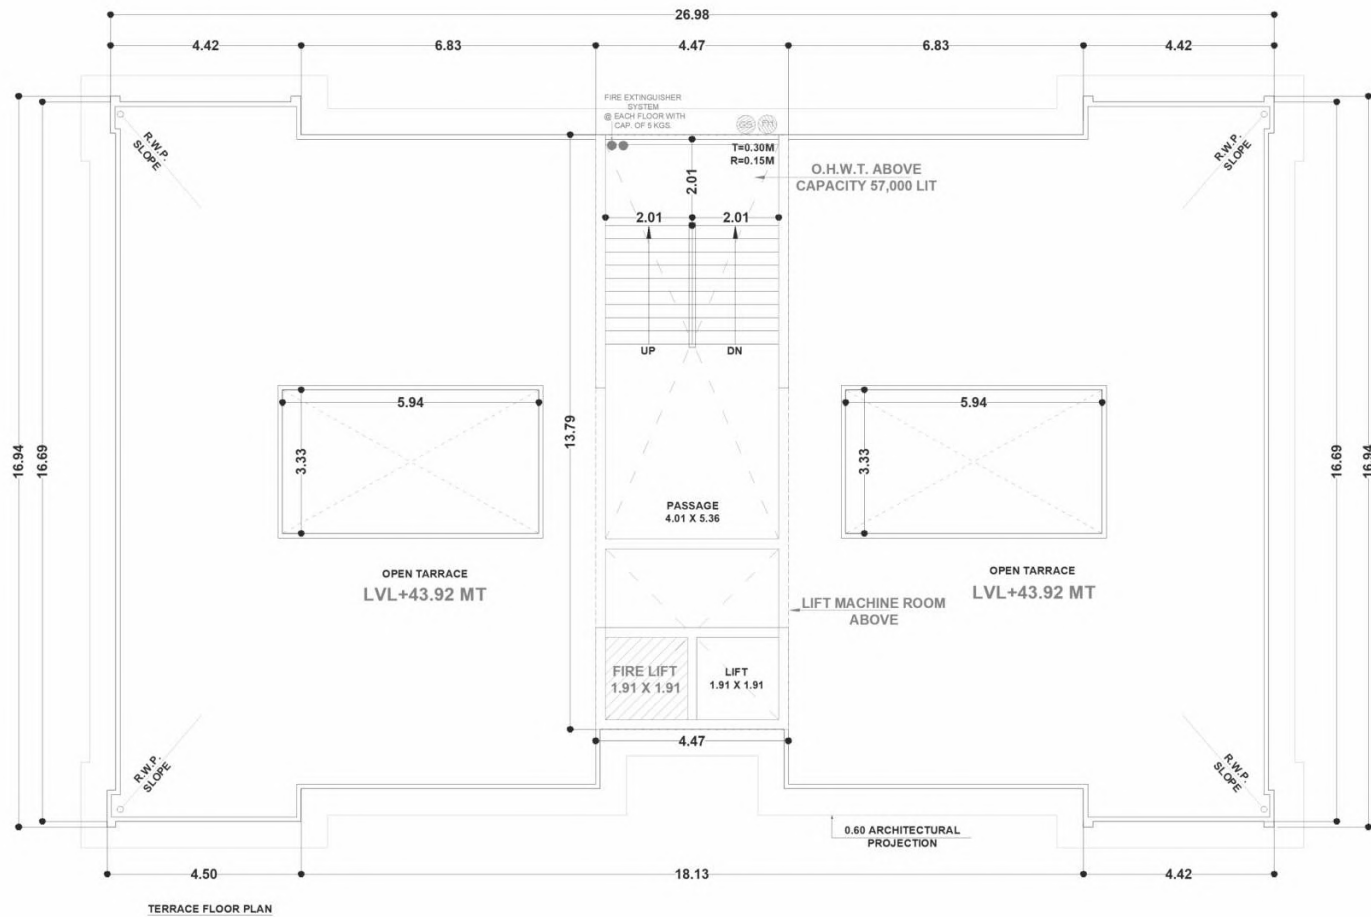 26.98
4.42
6.83
4.47
6.83
4.42
FIRE EXTINGUISHER
SYSTEM
@ EACH FLOOR WITH
CAP. OF 5 KGS.
T=0.30M
R=0.15M
R.W.P.
SLOPE
R.W.P.
SLOPE
O.H.W.T. ABOVE
CAPACITY 57,000 LIT
2.01
2.01
2.01
UP
DN
5.94
5.94
3.33
3.33
13.79
16.94
16.69
16.69
16.94
PASSAGE
4.01 X 5.36
OPEN TARRACE
LVL+43.92 MT
OPEN TARRACE
LVL+43.92 MT
LIFT MACHINE ROOM
ABOVE
FIRE LIFT
1.91 X 1.91
LIFT
1.91 X 1.91
4.47
R.W.P.
SLOPE
R.W.P.
SLOPE
0.60 ARCHITECTURAL
PROJECTION
4.50
18.13
4.42
TERRACE FLOOR PLAN